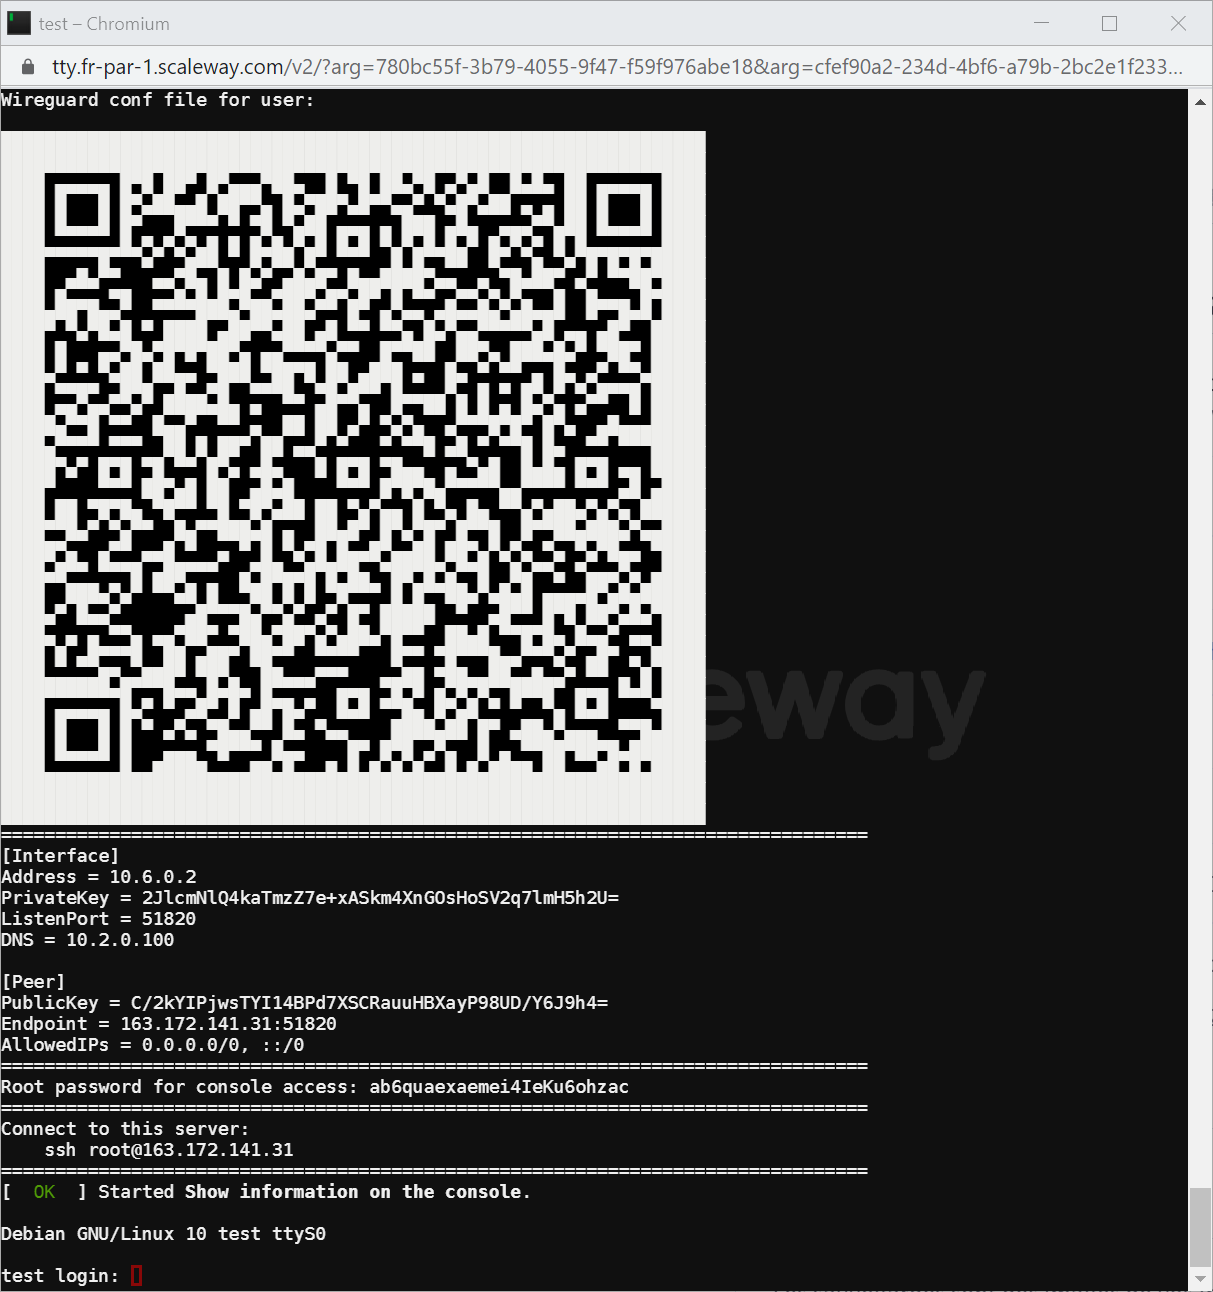 test – Chromium
tty.fr-par-1.scaleway.com/v2/?arg=780bc55f-3b79-4055-9f47-f59f976abe18&arg=cfef90a2-234d-4bf6-a79b-2bc2e1f233...
Wireguard conf file for user:
eway
================================================================================
[Interface]
Address = 10.6.0.2
PrivateKey = 2JlcmNlQ4kaTmzZ7e+xASkm4XnGOsHoSV2q7lmH5h2U=
ListenPort = 51820
DNS = 10.2.0.100
[Peer]
PublicKey = C/2kYIPjwsTYI14BPd7XSCRauuHBXayP98UD/Y6J9h4=
Endpoint = 163.172.141.31:51820
AllowedIPs = 0.0.0.0/0, ::/0
================================================================================
Root password for console access: ab6quaexaemei4IeKu6ohzac
================================================================================
Connect to this server:
ssh root@163.172.141.31
================================================================================
[  OK  ] Started Show information on the console.
Debian GNU/Linux 10 test ttyS0
test login: